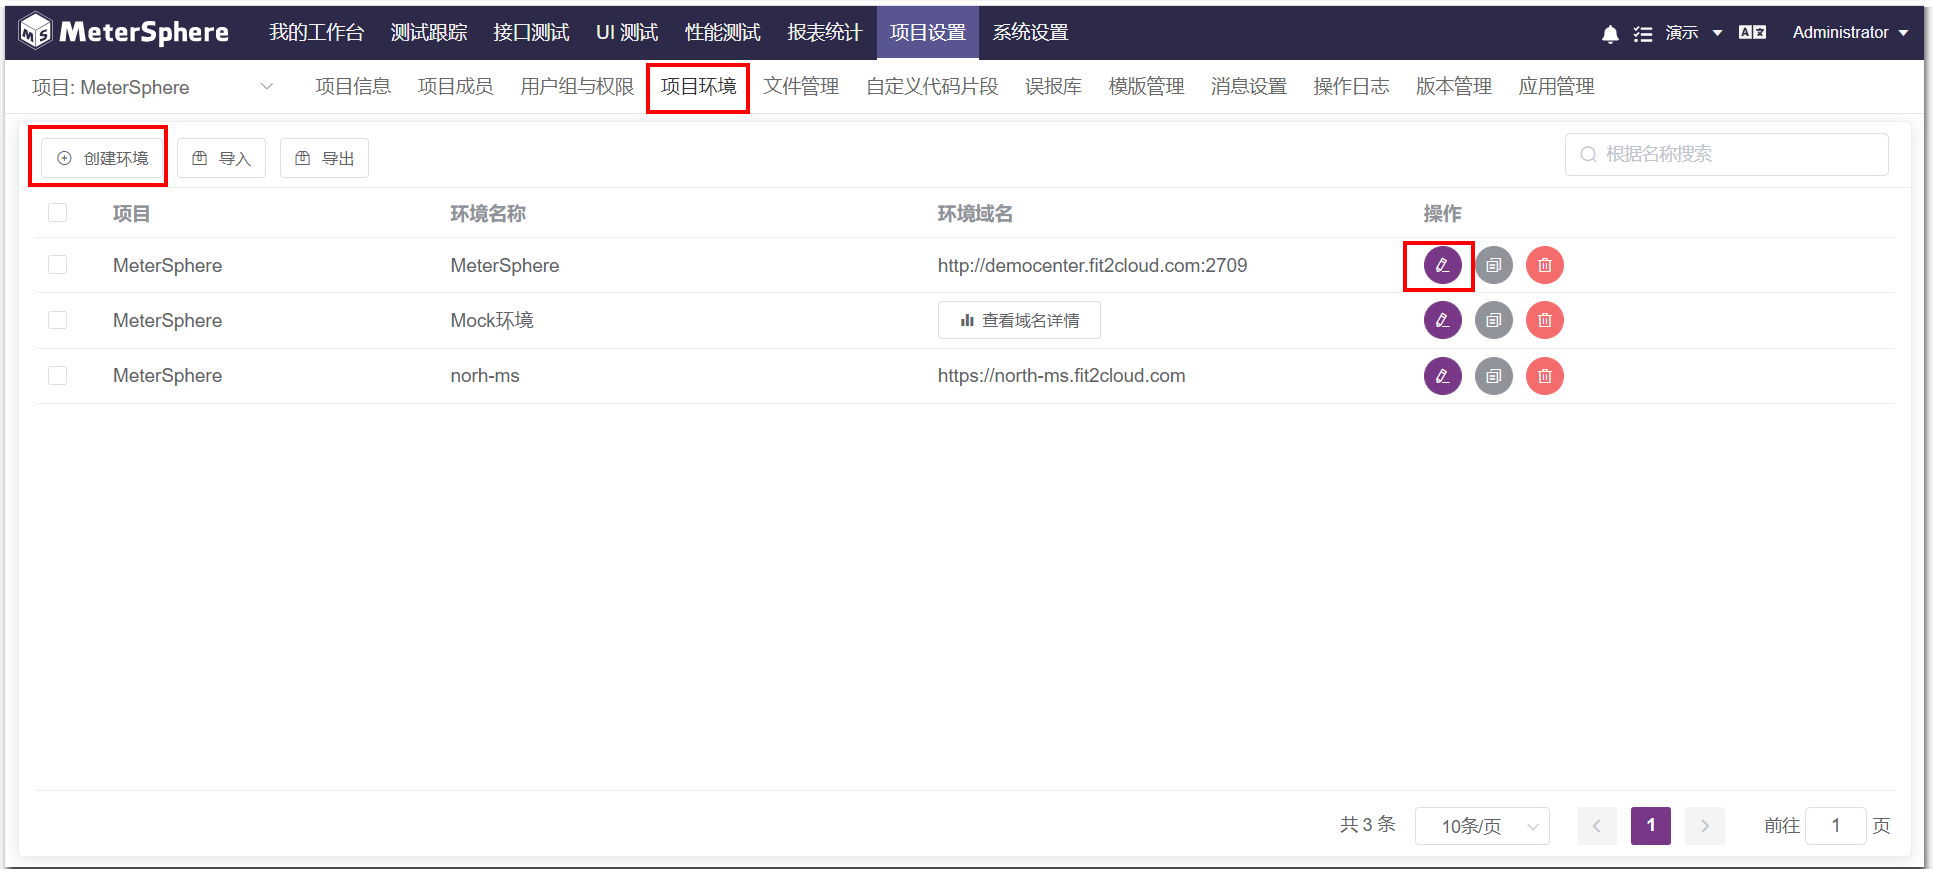 MeterSphere 我的工作台 测试跟踪 接口测试 UI 测试 性能测试 报表统计 项目设置 系统设置 演示 Administrator
项目: MeterSphere 项目信息 项目成员 用户组与权限 项目环境 文件管理 自定义代码片段 误报库 模版管理 消息设置 操作日志 版本管理 应用管理
创建环境 导入 导出 根据名称搜索
项目 环境名称 环境域名 操作
MeterSphere MeterSphere http://democenter.fit2cloud.com:2709
MeterSphere Mock环境 查看域名详情
MeterSphere norh-ms https://north-ms.fit2cloud.com
共 3 条 10条/页 1 前往 1 页